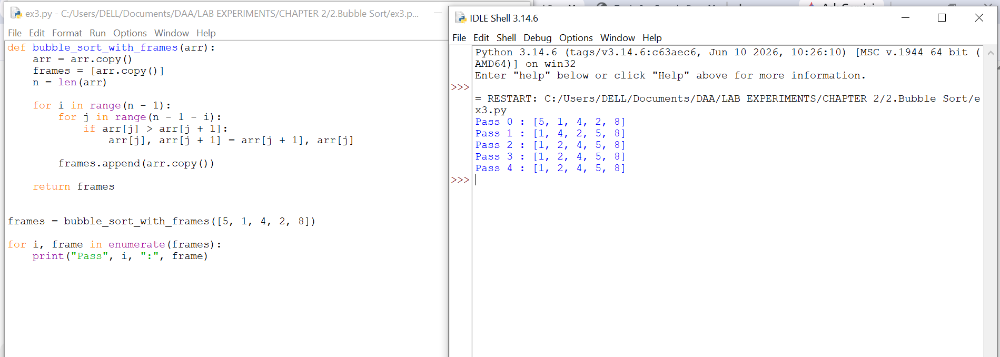 ex3.py - C:/Users/DELL/Documents/DAA/LAB EXPERIMENTS/CHAPTER 2/2.Bubble Sort/ex3.p...
File Edit Format Run Options Window Help
def bubble_sort_with_frames(arr):
    arr = arr.copy()
    frames = [arr.copy()]
    n = len(arr)

    for i in range(n - 1):
        for j in range(n - 1 - i):
            if arr[j] > arr[j + 1]:
                arr[j], arr[j + 1] = arr[j + 1], arr[j]

        frames.append(arr.copy())

    return frames


frames = bubble_sort_with_frames([5, 1, 4, 2, 8])

for i, frame in enumerate(frames):
    print("Pass", i, ":", frame)
IDLE Shell 3.14.6
File Edit Shell Debug Options Window Help
Python 3.14.6 (tags/v3.14.6:c63aec6, Jun 10 2026, 10:26:10) [MSC v.1944 64 bit (
AMD64)] on win32
Enter "help" below or click "Help" above for more information.
>>>
= RESTART: C:/Users/DELL/Documents/DAA/LAB EXPERIMENTS/CHAPTER 2/2.Bubble Sort/e
x3.py
Pass 0 : [5, 1, 4, 2, 8]
Pass 1 : [1, 4, 2, 5, 8]
Pass 2 : [1, 2, 4, 5, 8]
Pass 3 : [1, 2, 4, 5, 8]
Pass 4 : [1, 2, 4, 5, 8]
>>>